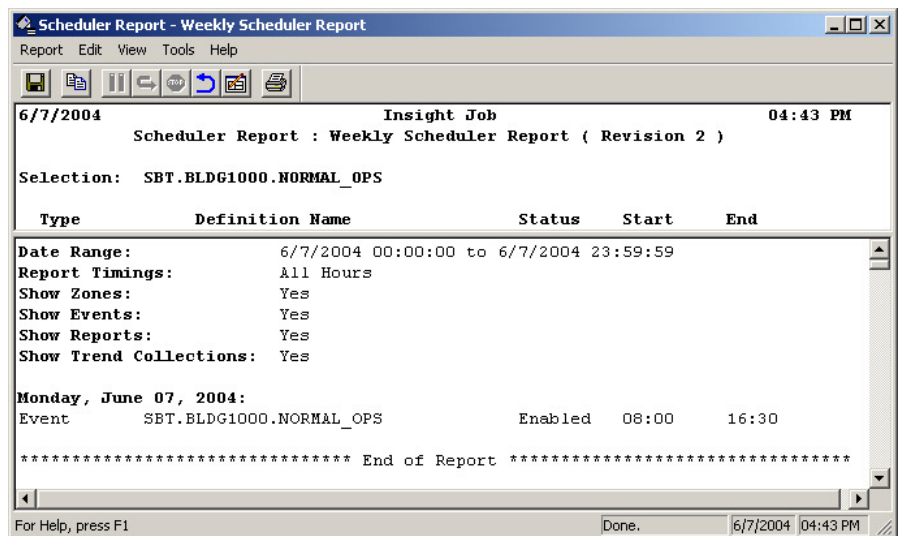 Scheduler Report - Weekly Scheduler Report
Report Edit View Tools Help
STOP
6/7/2004 Insight Job 04:43 PM
Scheduler Report : Weekly Scheduler Report ( Revision 2 )
Selection: SBT.BLDG1000.NORMAL_OPS
Type Definition Name Status Start End
Date Range: 6/7/2004 00:00:00 to 6/7/2004 23:59:59
Report Timings: All Hours
Show Zones: Yes
Show Events: Yes
Show Reports: Yes
Show Trend Collections: Yes
Monday, June 07, 2004:
Event SBT.BLDG1000.NORMAL_OPS Enabled 08:00 16:30
******************************** End of Report *********************************
For Help, press F1 Done. 6/7/2004 04:43 PM